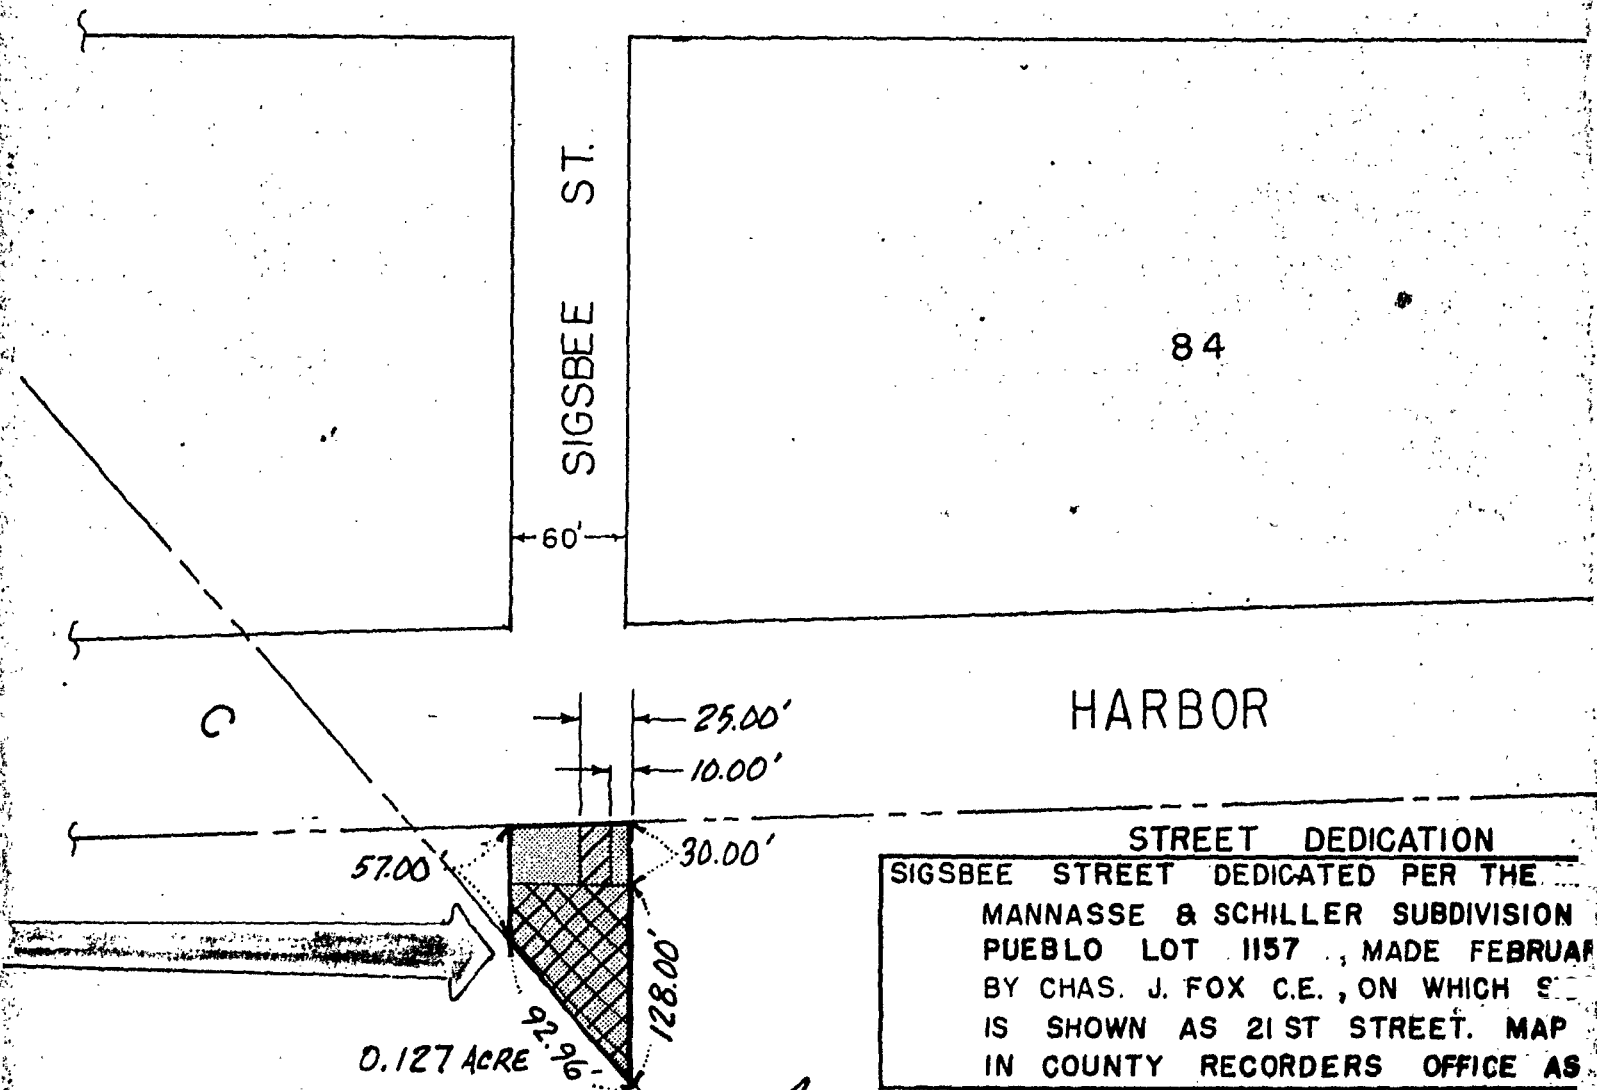 SIGSBEE ST.
84
60'
C
HARBOR
25.00'
10.00'
57.00'
30.00'
128.00'
92.96'
0.127 ACRE
STREET DEDICATION
SIGSBEE STREET DEDICATED PER THE
MANNASSE & SCHILLER SUBDIVISION
PUEBLO LOT 1157 , MADE
BY CHAS. J. FOX C.E. , ON WHICH
IS SHOWN AS 21 ST STREET. MAP
IN COUNTY RECORDERS OFFICE AS